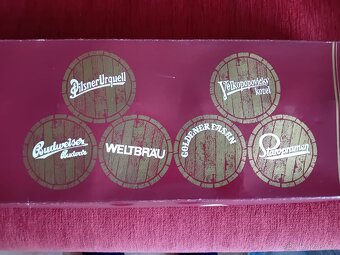 Pilsner Urquell
Velkopopovický
kozel
Budweiser
Budvar
WELTBRÄU
GOLDENER FASAN
Staropramen